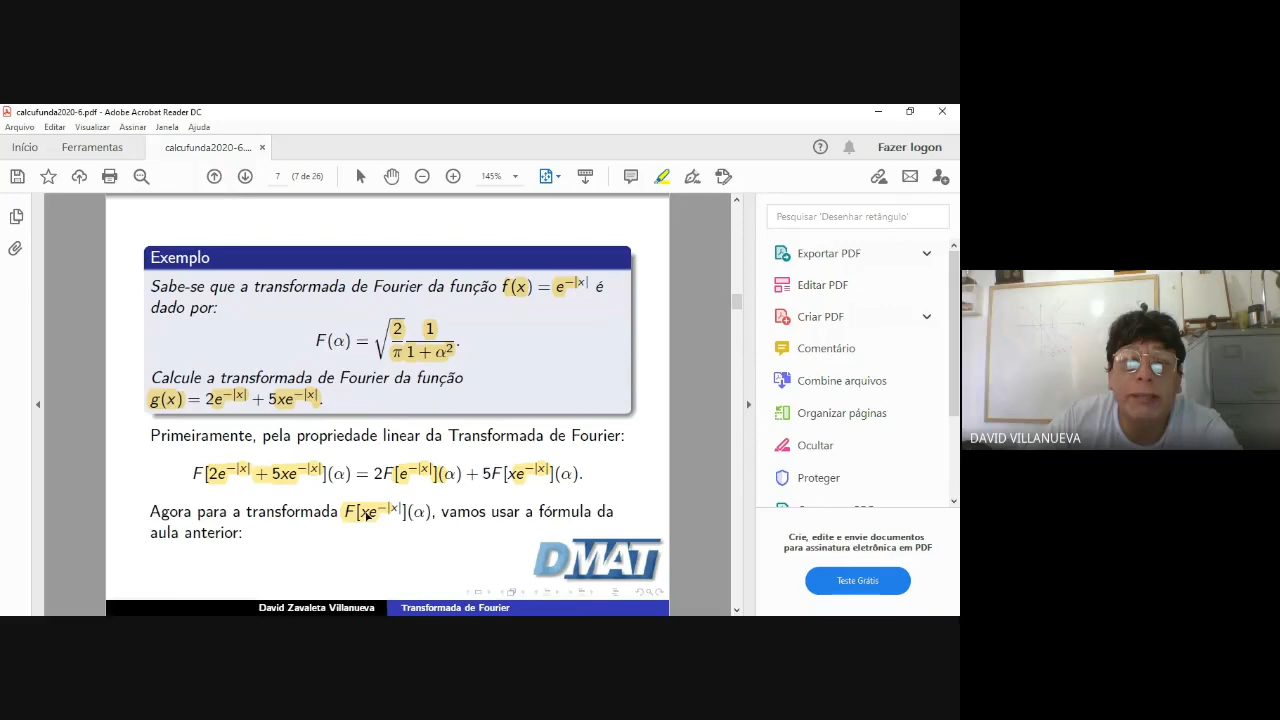 calcufunda2020-6.pdf - Adobe Acrobat Reader DC
Arquivo Editar Visualizar Assinar Janela Ajuda
Início Ferramentas calcufunda2020-6.... × Fazer logon
7 (7 de 26) 145%
Exemplo
Sabe-se que a transformada de Fourier da função f(x) = e^{-|x|} é
dado por:
F(α) = √(2/π) 1/(1 + α²).
Calcule a transformada de Fourier da função
g(x) = 2e^{-|x|} + 5xe^{-|x|}.
Primeiramente, pela propriedade linear da Transformada de Fourier:
F[2e^{-|x|} + 5xe^{-|x|}](α) = 2F[e^{-|x|}](α) + 5F[xe^{-|x|}](α).
Agora para a transformada F[xe^{-|x|}](α), vamos usar a fórmula da
aula anterior:
DMAT
David Zavaleta Villanueva Transformada de Fourier
Pesquisar 'Desenhar retângulo'
Exportar PDF
Editar PDF
Criar PDF
Comentário
Combine arquivos
Organizar páginas
Ocultar
Proteger
Crie, edite e envie documentos
para assinatura eletrônica em PDF
Teste Grátis
DAVID VILLANUEVA